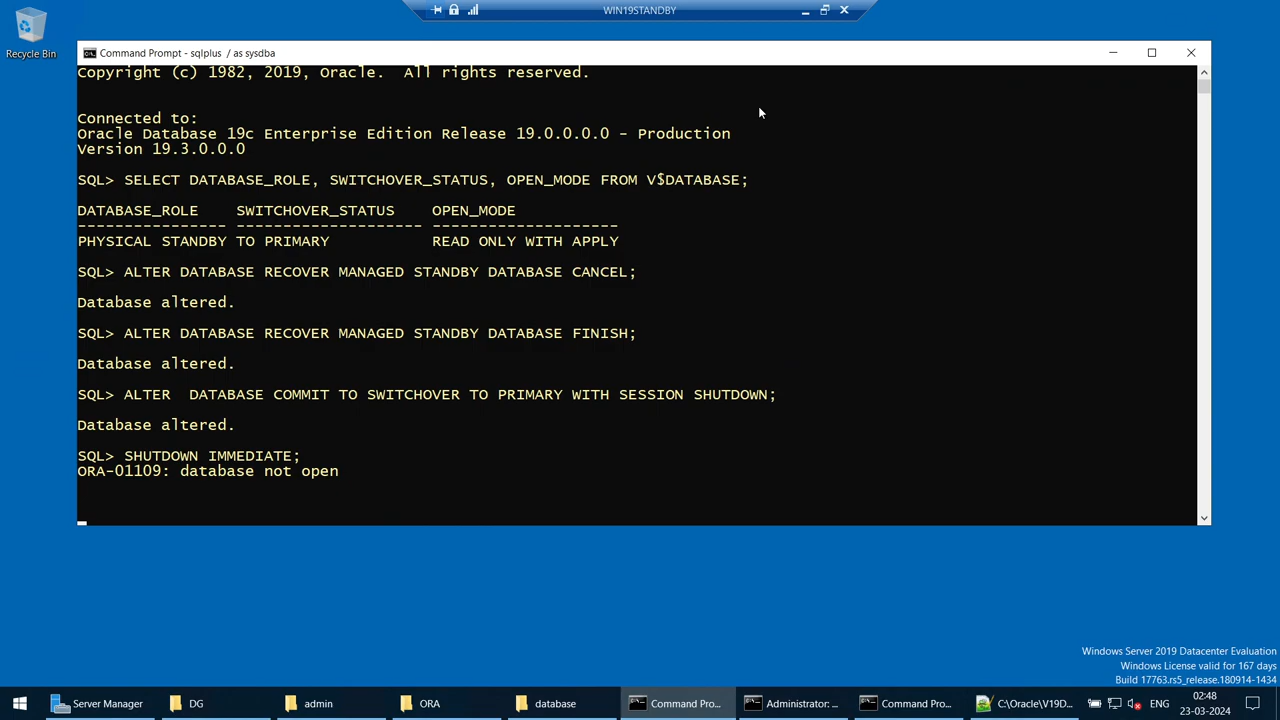 WIN19STANDBY
Recycle Bin
Command Prompt - sqlplus  / as sysdba
Copyright (c) 1982, 2019, Oracle.  All rights reserved.
Connected to:
Oracle Database 19c Enterprise Edition Release 19.0.0.0.0 - Production
Version 19.3.0.0.0
SQL> SELECT DATABASE_ROLE, SWITCHOVER_STATUS, OPEN_MODE FROM V$DATABASE;
DATABASE_ROLE    SWITCHOVER_STATUS    OPEN_MODE
---------------- -------------------- --------------------
PHYSICAL STANDBY TO PRIMARY           READ ONLY WITH APPLY
SQL> ALTER DATABASE RECOVER MANAGED STANDBY DATABASE CANCEL;
Database altered.
SQL> ALTER DATABASE RECOVER MANAGED STANDBY DATABASE FINISH;
Database altered.
SQL> ALTER  DATABASE COMMIT TO SWITCHOVER TO PRIMARY WITH SESSION SHUTDOWN;
Database altered.
SQL> SHUTDOWN IMMEDIATE;
ORA-01109: database not open
Windows Server 2019 Datacenter Evaluation
Windows License valid for 167 days
Build 17763.rs5_release.180914-1434
Server Manager
DG
admin
ORA
database
Command Pro...
Administrator: ...
Command Pro...
C:\Oracle\V19D...
ENG
02:48
23-03-2024